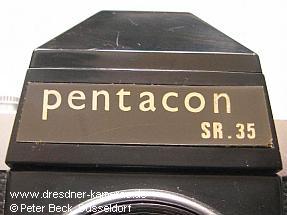 pentacon
SR.35
www.dresdner-kameras.de
© Peter Beck Düsseldorf